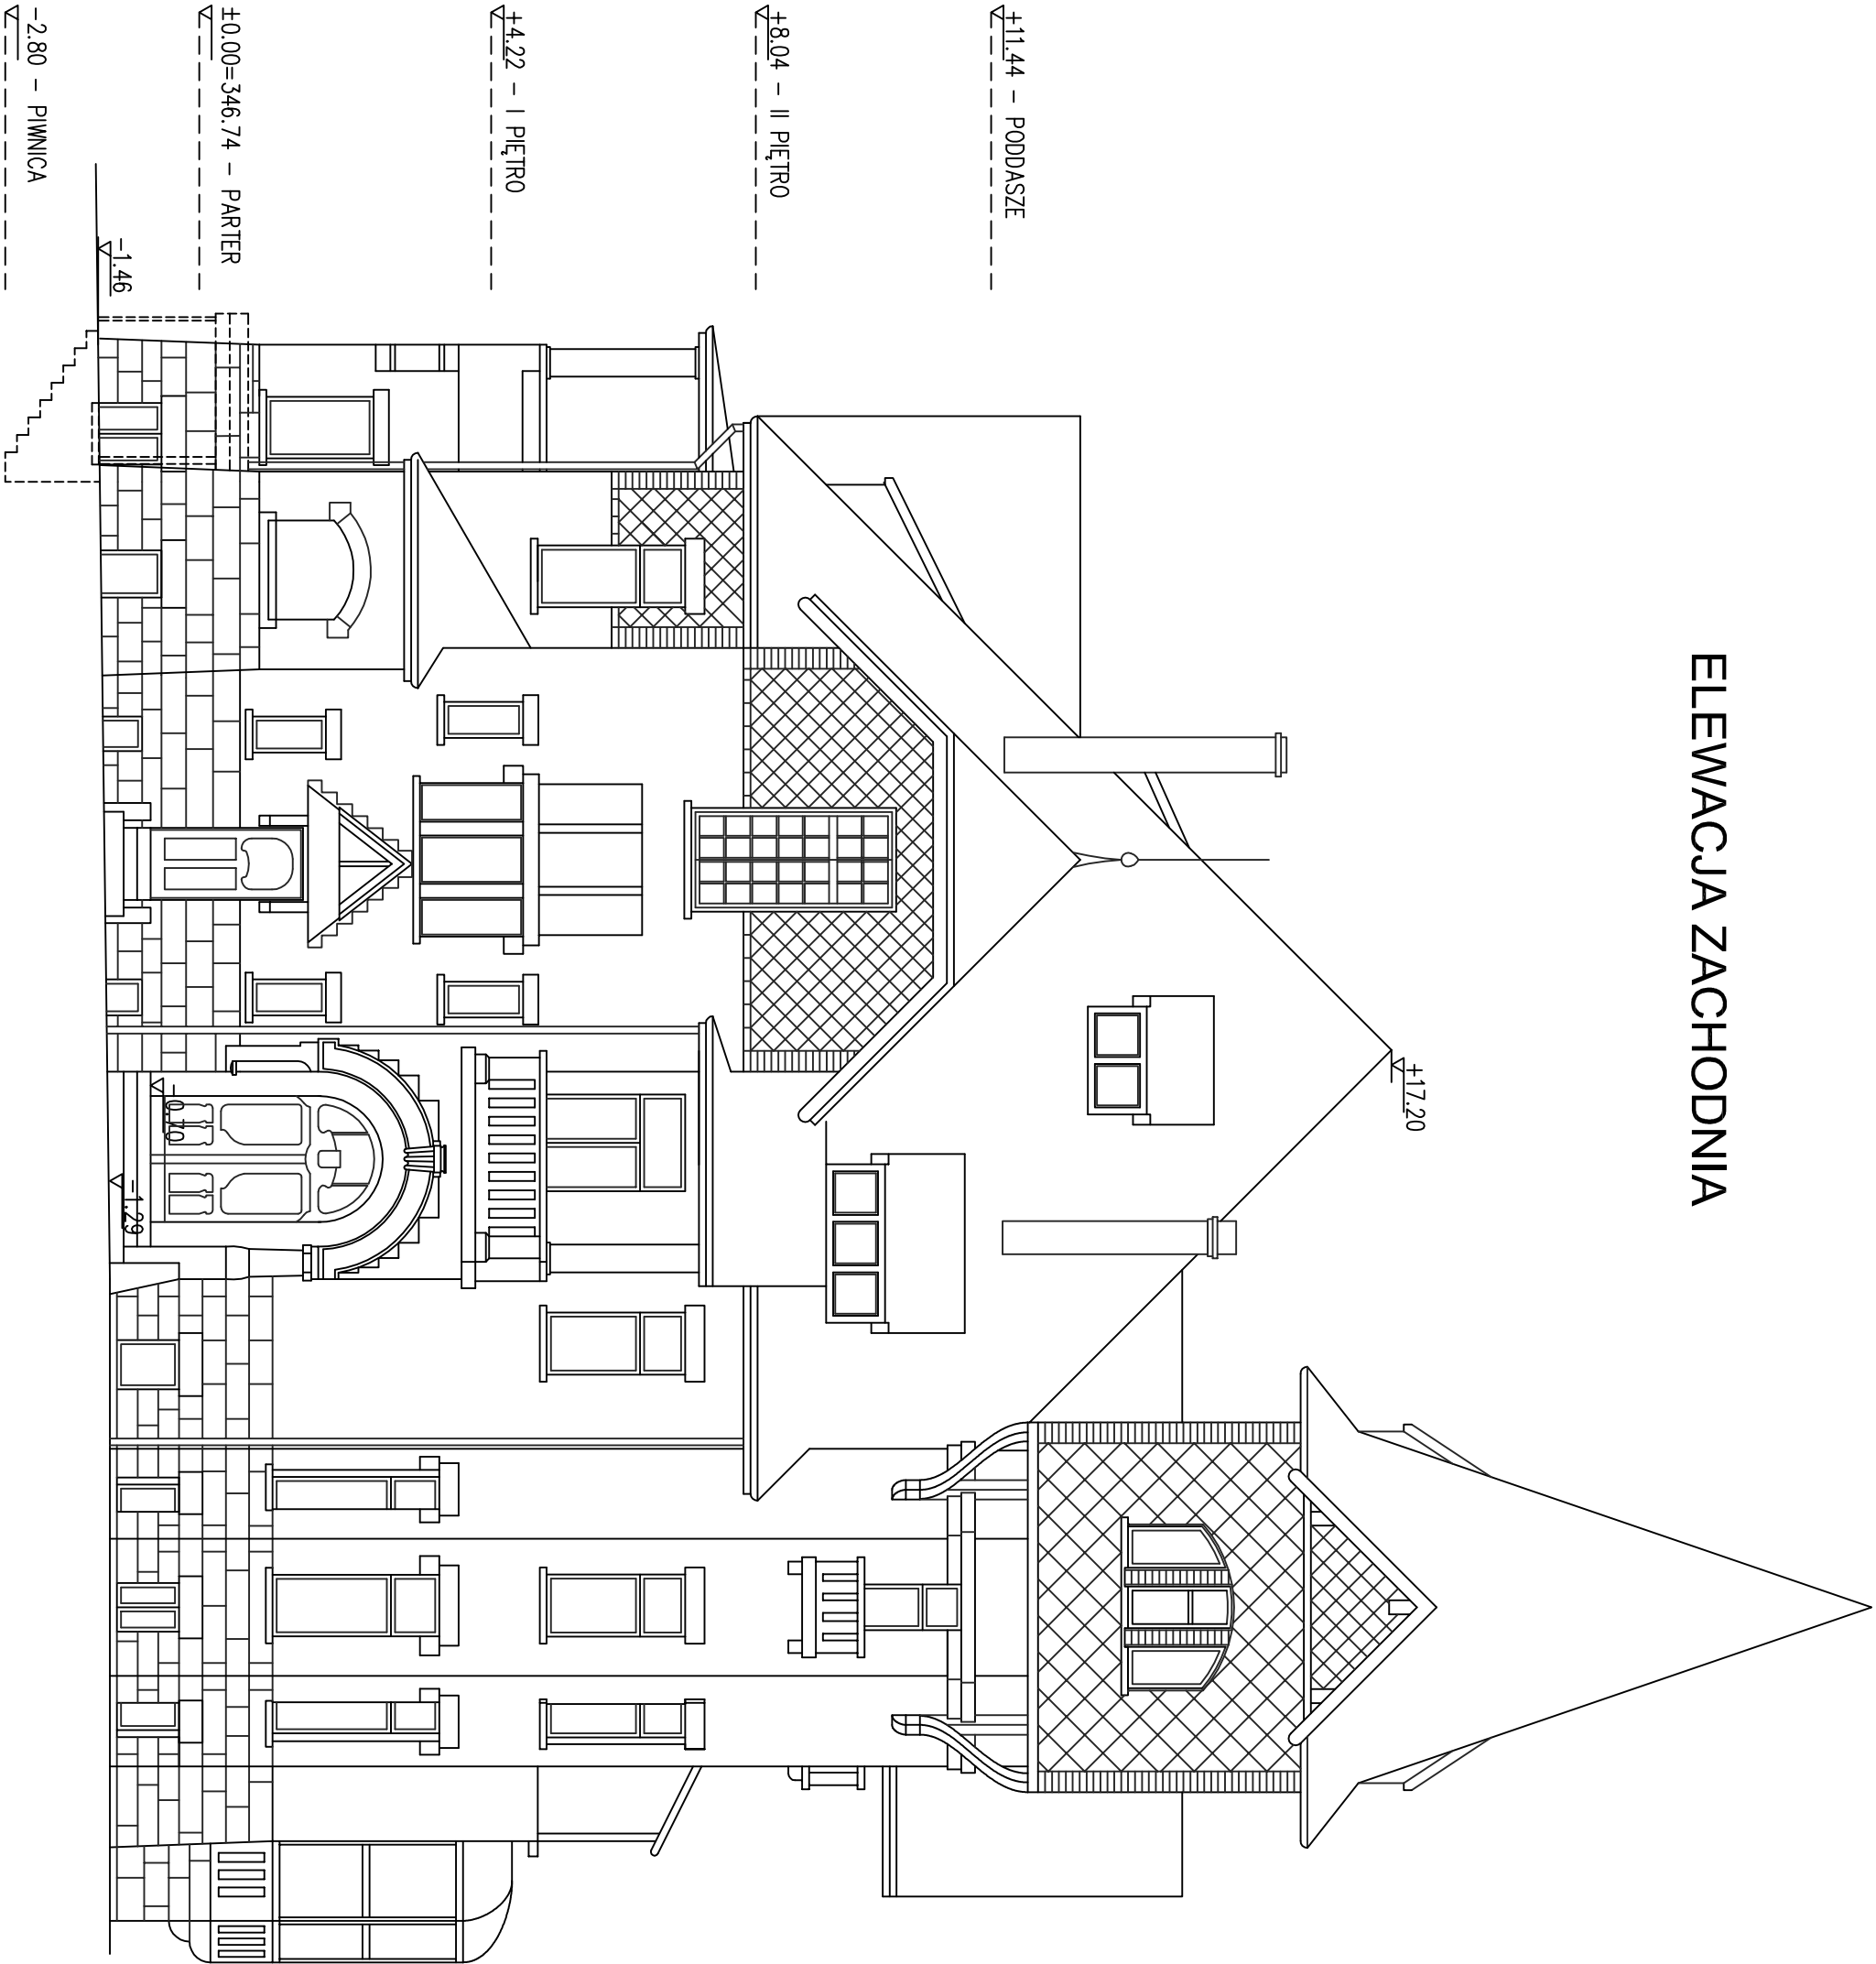 ELEWACJA ZACHODNIA
+17.20
+11.44 - PODDASZE
+8.04 - II PIĘTRO
+4.22 - I PIĘTRO
±0.00=346.74 - PARTER
-0.70
-1.29
-1.46
-2.80 - PIWNICA